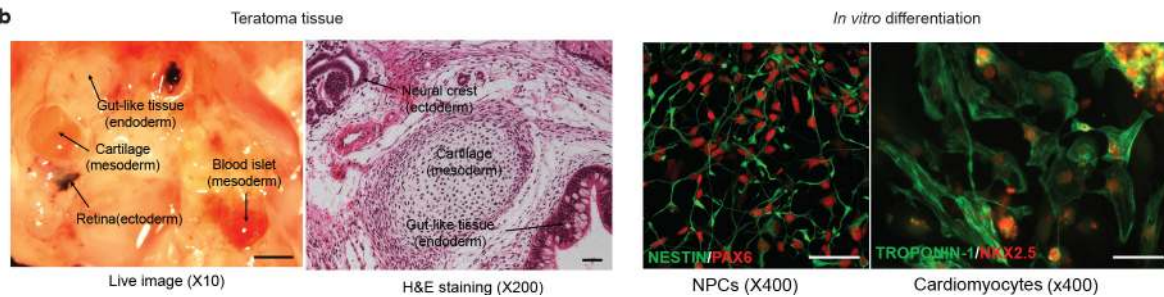 b
Teratoma tissue
In vitro differentiation
Gut-like tissue
(endoderm)
Cartilage
(mesoderm)
Blood islet
(mesoderm)
Retina(ectoderm)
Live image (X10)
Neural crest
(ectoderm)
Cartilage
(mesoderm)
Gut-like tissue
(endoderm)
H&E staining (X200)
NESTIN/PAX6
NPCs (X400)
TROPONIN-1/NKX2.5
Cardiomyocytes (x400)